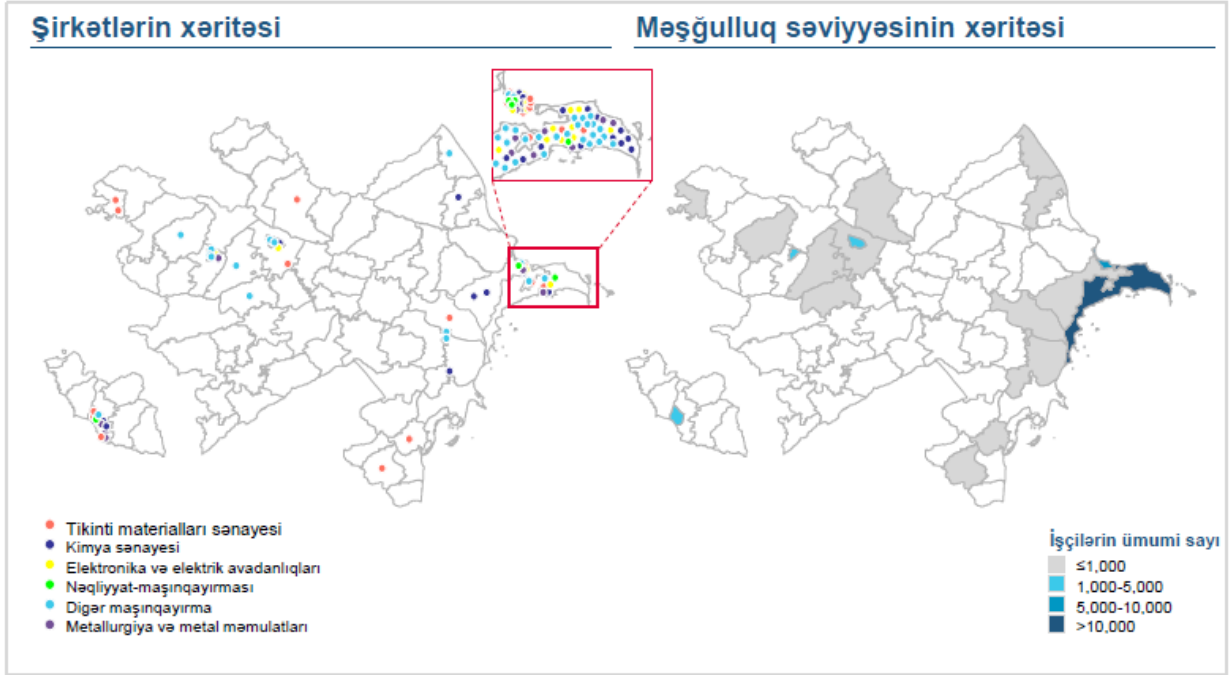 Şirkətlərin xəritəsi
Məşğulluq səviyyəsinin xəritəsi
Tikinti materialları sənayesi
Kimya sənayesi
Elektronika və elektrik avadanlıqları
Nəqliyyat-maşınqayırması
Digər maşınqayırma
Metallurgiya və metal məmulatları
İşçilərin ümumi sayı
≤1,000
1,000-5,000
5,000-10,000
>10,000